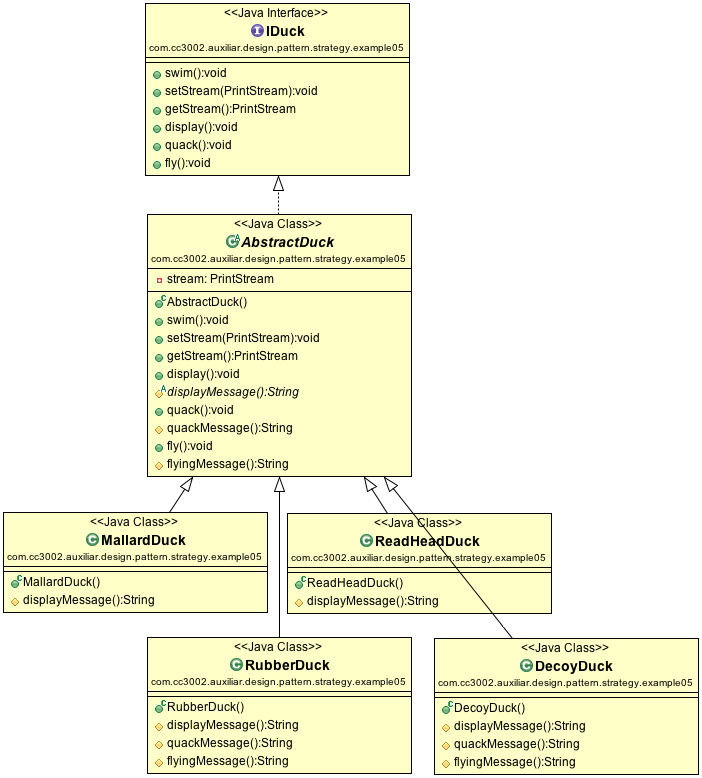 <<Java Interface>>
IDuck
com.cc3002.auxiliar.design.pattern.strategy.example05
swim():void
setStream(PrintStream):void
getStream():PrintStream
display():void
quack():void
fly():void
<<Java Class>>
AbstractDuck
com.cc3002.auxiliar.design.pattern.strategy.example05
stream: PrintStream
AbstractDuck()
swim():void
setStream(PrintStream):void
getStream():PrintStream
display():void
displayMessage():String
quack():void
quackMessage():String
fly():void
flyingMessage():String
<<Java Class>>
MallardDuck
com.cc3002.auxiliar.design.pattern.strategy.example05
MallardDuck()
displayMessage():String
<<Java Class>>
ReadHeadDuck
com.cc3002.auxiliar.design.pattern.strategy.example05
ReadHeadDuck()
displayMessage():String
<<Java Class>>
RubberDuck
com.cc3002.auxiliar.design.pattern.strategy.example05
RubberDuck()
displayMessage():String
quackMessage():String
flyingMessage():String
<<Java Class>>
DecoyDuck
com.cc3002.auxiliar.design.pattern.strategy.example05
DecoyDuck()
displayMessage():String
quackMessage():String
flyingMessage():String